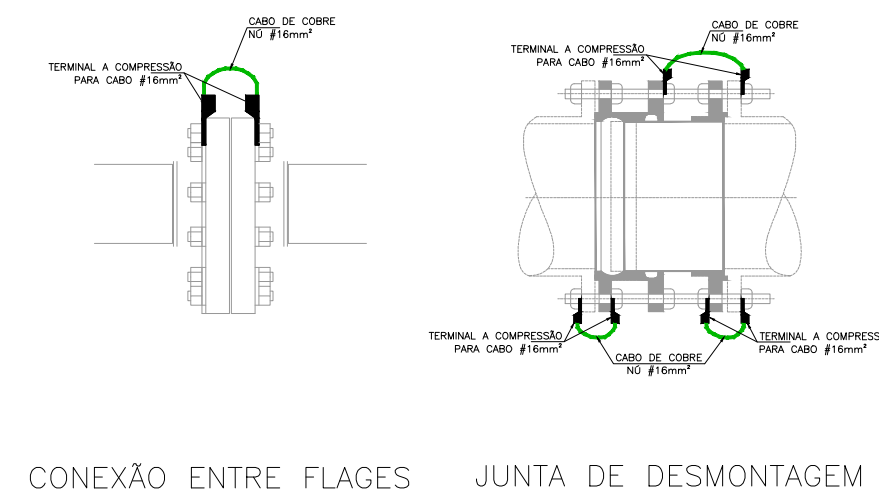 CABO DE COBRE
NÚ #16mm²
TERMINAL A COMPRESSÃO
PARA CABO #16mm²
CABO DE COBRE
NÚ #16mm²
TERMINAL A COMPRESSÃO
PARA CABO #16mm²
TERMINAL A COMPRESSÃO
PARA CABO #16mm²
TERMINAL A COMPRESS
PARA CABO #16mm²
CABO DE COBRE
NÚ #16mm²
CONEXÃO ENTRE FLAGES
JUNTA DE DESMONTAGEM